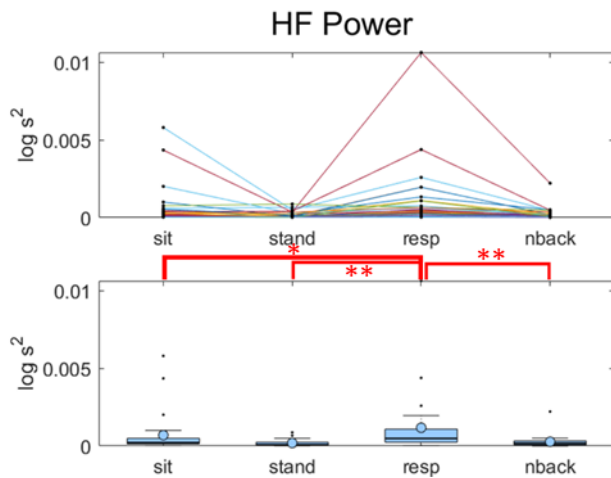 HF Power
0.01
0.005
0
log s²
sit stand resp nback
* ** **
0.01
0.005
0
log s²
sit stand resp nback